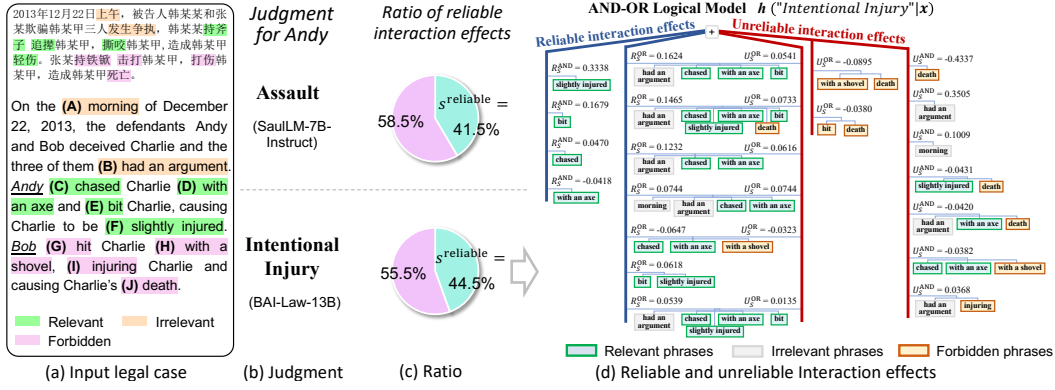 2013年12月22日上午，被告人韩某某和张
某欺骗韩某某甲三人发生争执，韩某某持斧
子 追撵韩某甲，撕咬韩某甲,造成韩某甲
轻伤。张某持铁锨 击打韩某甲，打伤韩
某甲，造成韩某甲死亡。
On the (A) morning of December
22, 2013, the defendants Andy
and Bob deceived Charlie and the
three of them (B) had an argument.
Andy (C) chased Charlie (D) with
an axe and (E) bit Charlie, causing
Charlie to be (F) slightly injured.
Bob (G) hit Charlie (H) with a
shovel, (I) injuring Charlie and
causing Charlie's (J) death.
Relevant Irrelevant
Forbidden
(a) Input legal case
Judgment
for Andy
Assault
(SaulLM-7B-
Instruct)
Intentional
Injury
(BAI-Law-13B)
(b) Judgment
Ratio of reliable
interaction effects
s^reliable =
58.5% 41.5%
s^reliable =
55.5% 44.5%
(c) Ratio
AND-OR Logical Model h ("Intentional Injury"|x)
Reliable interaction effects
Unreliable interaction effects
+
R_S^AND = 0.3338
slightly injured
R_S^AND = 0.1679
bit
R_S^AND = 0.0470
chased
R_S^AND = -0.0418
with an axe
R_S^OR = 0.1624 U_S^OR = 0.0541
had an argument chased with an axe bit
R_S^OR = 0.1465 U_S^OR = 0.0733
had an argument chased with an axe bit
slightly injured death
R_S^OR = 0.1232 U_S^OR = 0.0616
had an argument chased with an axe
R_S^OR = 0.0744 U_S^OR = 0.0744
morning had an argument chased with an axe
R_S^OR = -0.0647 U_S^OR = -0.0323
chased with an axe with a shovel
R_S^OR = 0.0618
bit slightly injured
R_S^OR = 0.0539 U_S^OR = 0.0135
had an argument chased with an axe bit
slightly injured
U_S^OR = -0.0895
with a shovel death
U_S^OR = -0.0380
hit death
U_S^AND = -0.4337
death
U_S^AND = 0.3505
had an argument
U_S^AND = 0.1009
morning
U_S^AND = -0.0431
slightly injured death
U_S^AND = -0.0420
had an argument with an axe death
U_S^AND = -0.0382
chased with an axe with a shovel
U_S^AND = 0.0368
had an argument injuring
Relevant phrases Irrelevant phrases Forbidden phrases
(d) Reliable and unreliable Interaction effects